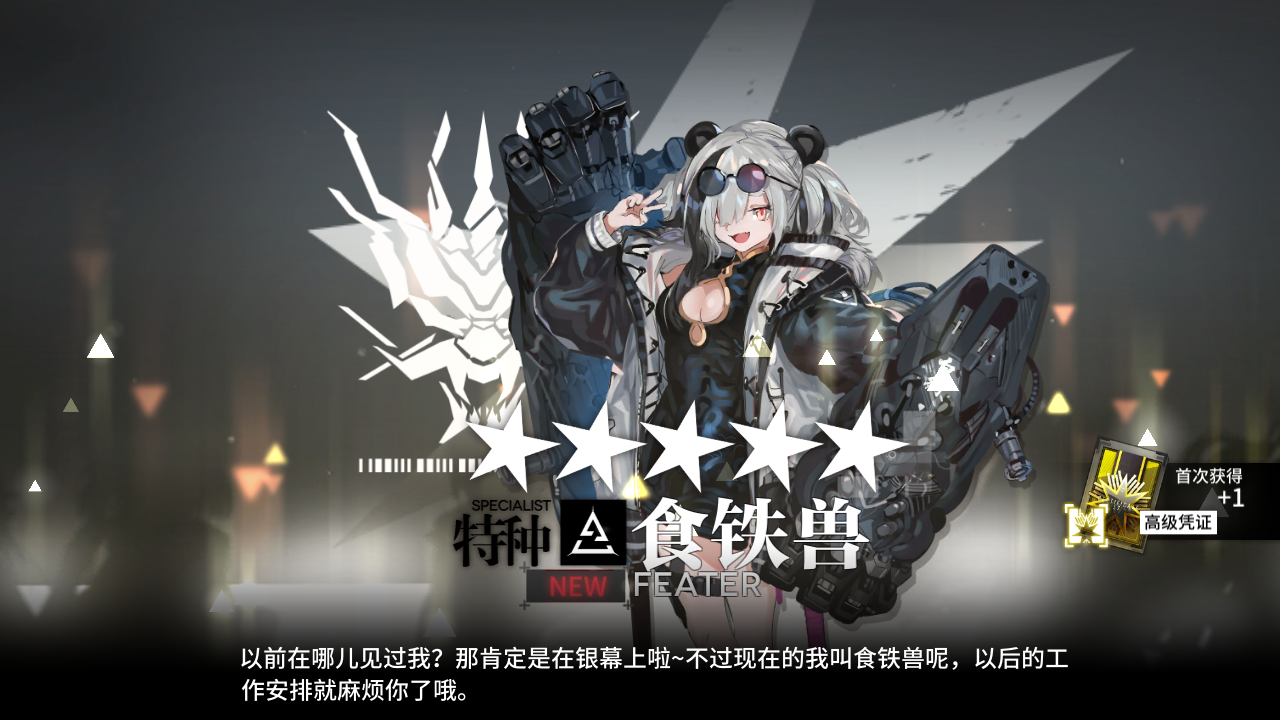 首次获得
+1
高级凭证
SPECIALIST
特种
食铁兽
NEW
FEATER
以前在哪儿见过我？那肯定是在银幕上啦~不过现在的我叫食铁兽呢，以后的工
作安排就麻烦你了哦。